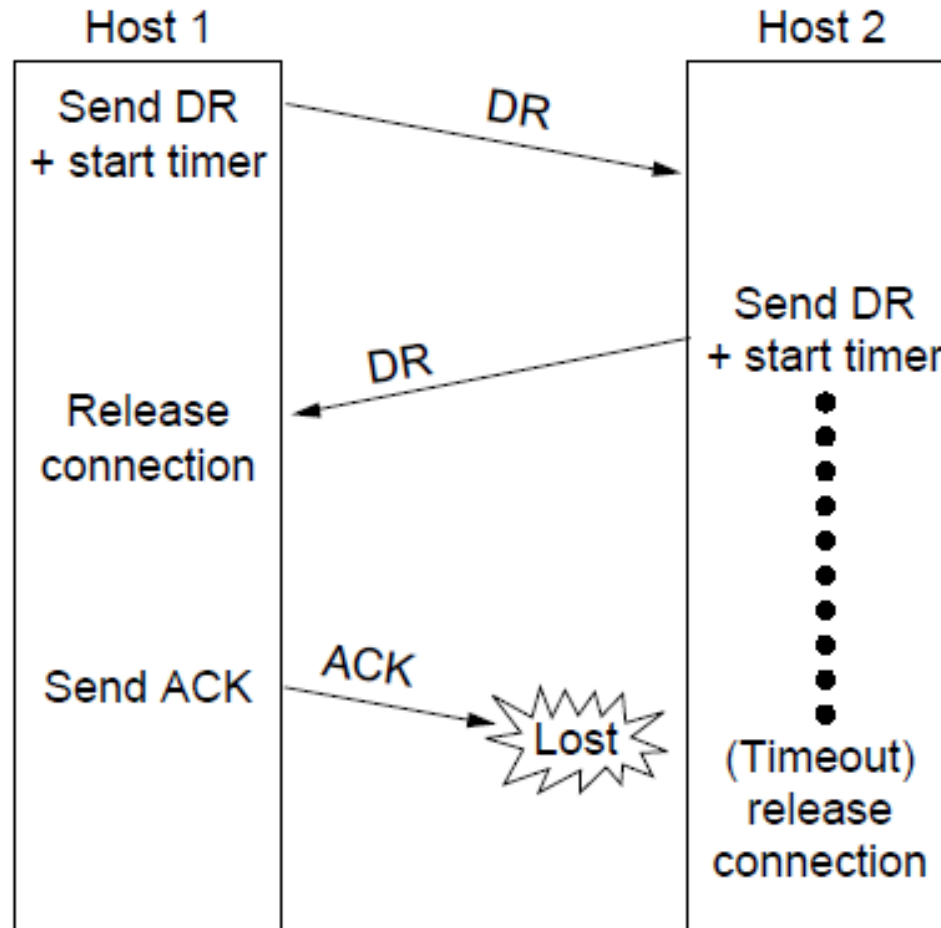 Host 1
Host 2
Send DR
+ start timer
DR
Send DR
+ start timer
DR
Release
connection
Send ACK
ACK
Lost
(Timeout)
release
connection